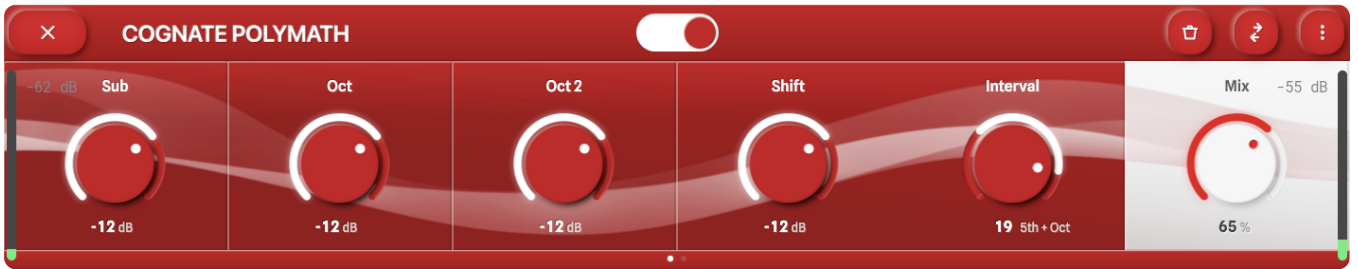 COGNATE POLYMATH
-62 dB Sub Oct Oct 2 Shift Interval Mix -55 dB
-12 dB -12 dB -12 dB -12 dB 19 5th + Oct 65 %